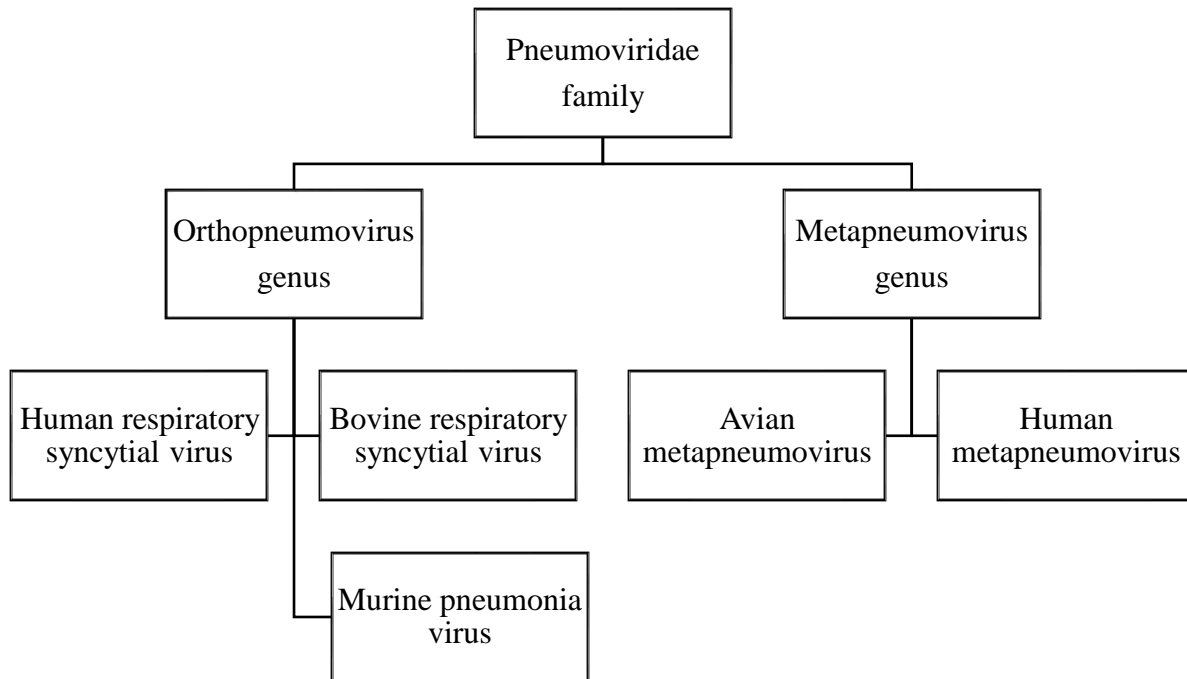 Pneumoviridae
family
Orthopneumovirus
genus
Metapneumovirus
genus
Human respiratory
syncytial virus
Bovine respiratory
syncytial virus
Avian
metapneumovirus
Human
metapneumovirus
Murine pneumonia
virus